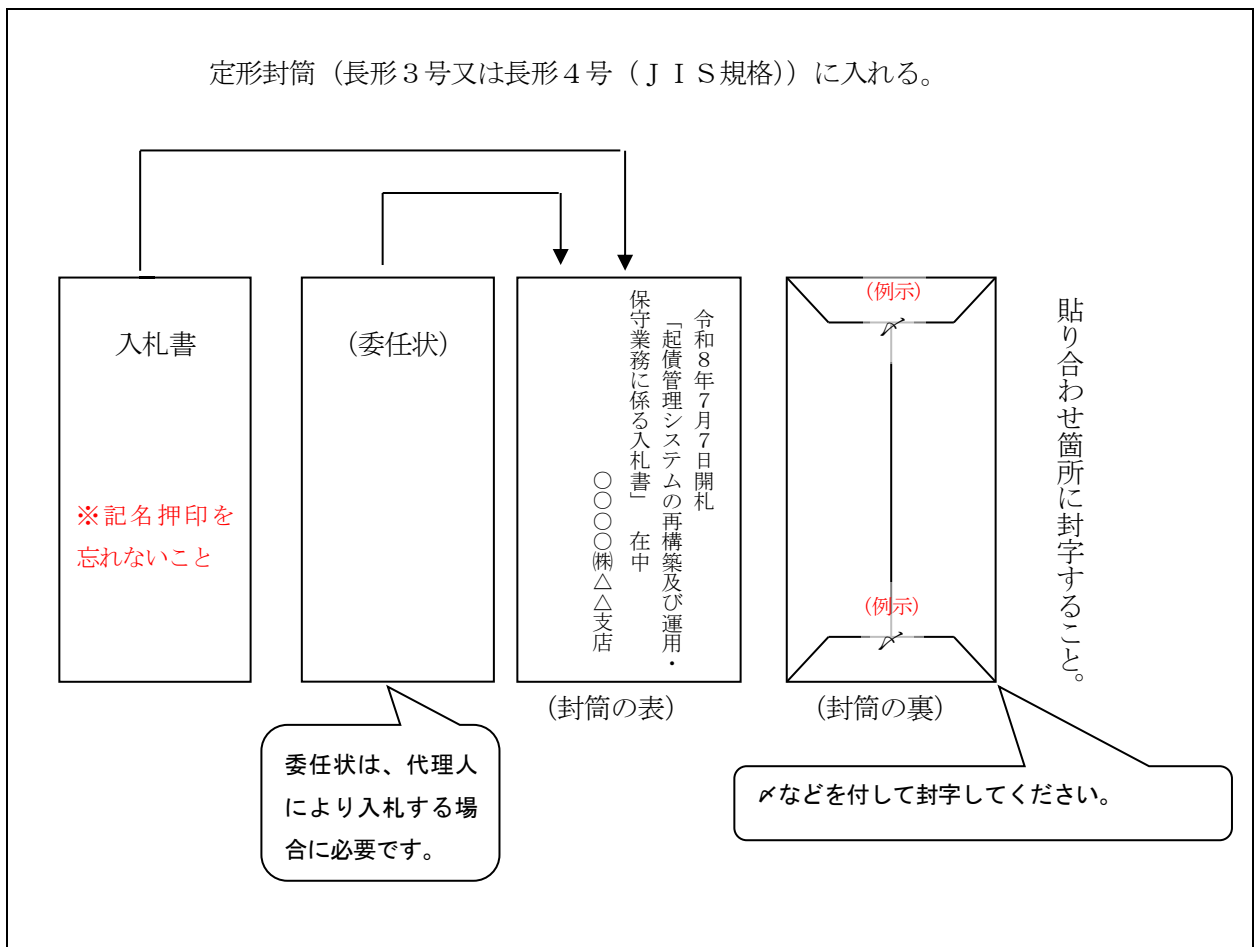 定形封筒（長形３号又は長形４号（ＪＩＳ規格））に入れる。
入札書
※記名押印を
忘れないこと
（委任状）
令和８年７月７日開札
「起債管理システムの再構築及び運用・
保守業務に係る入札書」　在中
〇〇〇〇㈱△△支店
（例示）
〆
（例示）
〆
貼り合わせ箇所に封字すること。
（封筒の表）
（封筒の裏）
委任状は、代理人
により入札する場
合に必要です。
〆などを付して封字してください。